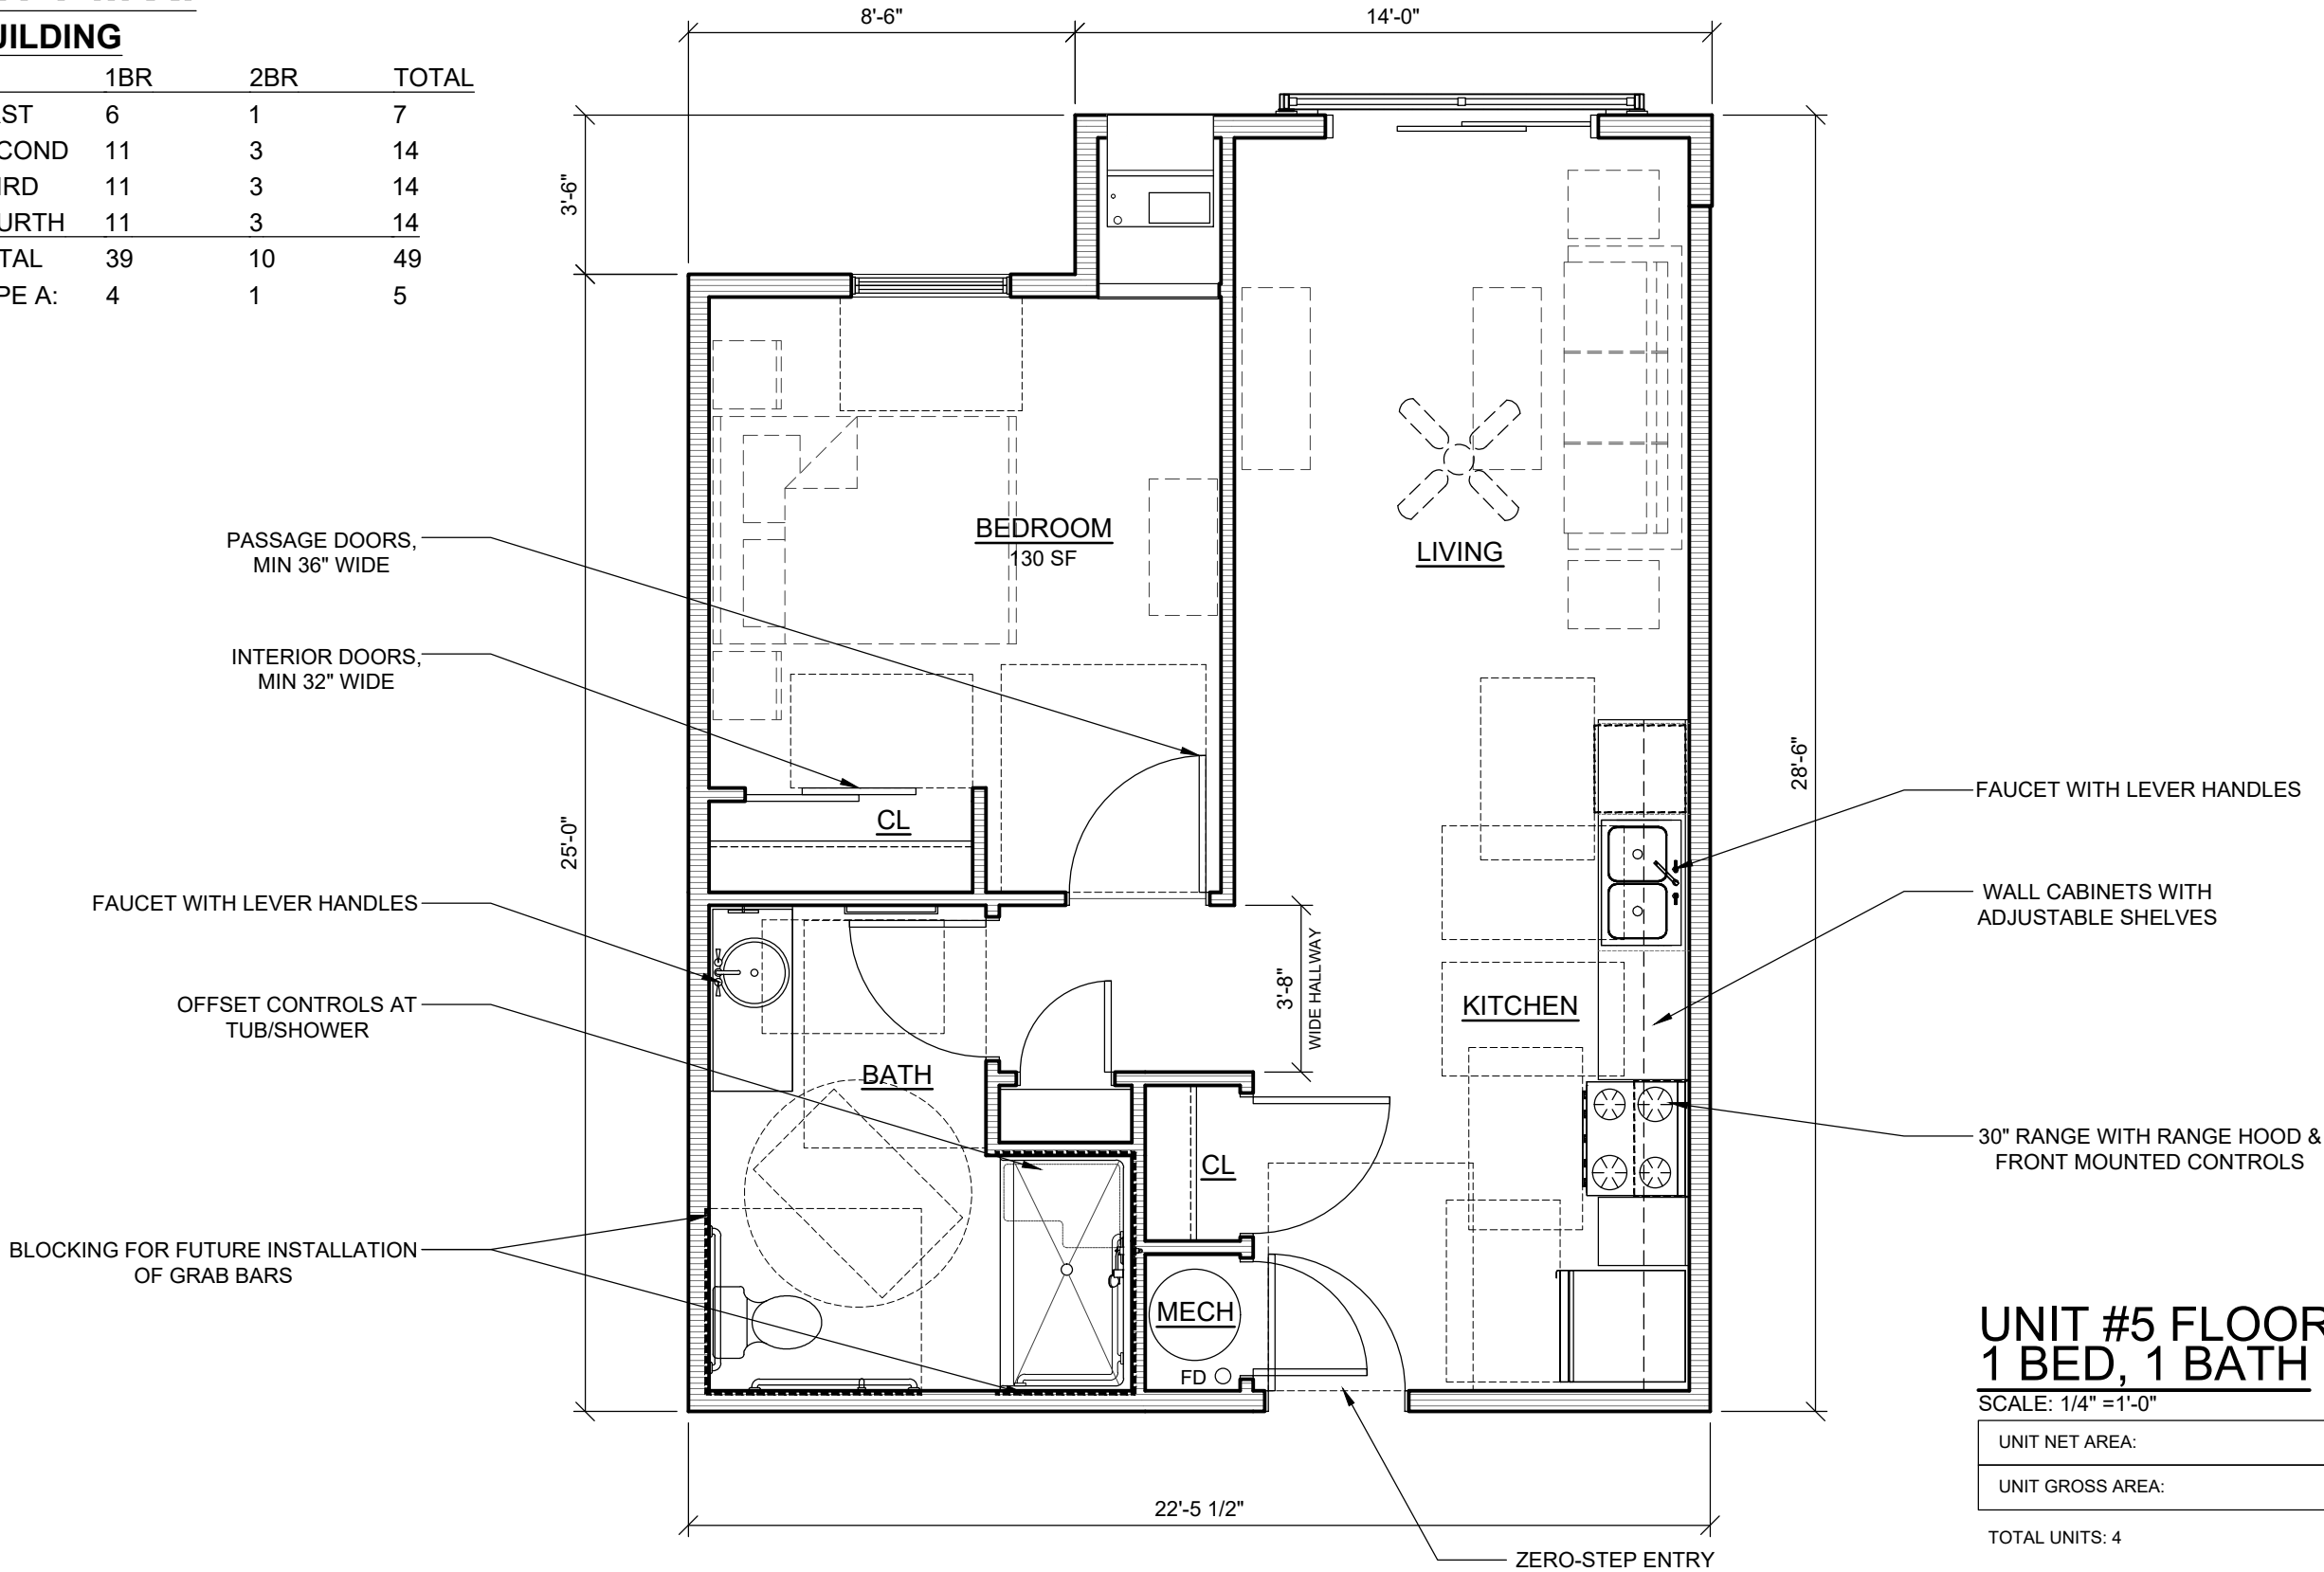 UILDING
1BR 2BR TOTAL
ST 6 1 7
COND 11 3 14
IRD 11 3 14
URTH 11 3 14
TAL 39 10 49
PE A: 4 1 5
8'-6"
14'-0"
3'-6"
25'-0"
28'-6"
22'-5 1/2"
PASSAGE DOORS,
MIN 36" WIDE
INTERIOR DOORS,
MIN 32" WIDE
FAUCET WITH LEVER HANDLES
OFFSET CONTROLS AT
TUB/SHOWER
BLOCKING FOR FUTURE INSTALLATION
OF GRAB BARS
BEDROOM
130 SF
LIVING
CL
BATH
3'-8"
WIDE HALLWAY
KITCHEN
CL
MECH
FD
FAUCET WITH LEVER HANDLES
WALL CABINETS WITH
ADJUSTABLE SHELVES
30" RANGE WITH RANGE HOOD &
FRONT MOUNTED CONTROLS
ZERO-STEP ENTRY
UNIT #5 FLOOR
1 BED, 1 BATH
SCALE: 1/4" =1'-0"
UNIT NET AREA:
UNIT GROSS AREA:
TOTAL UNITS: 4